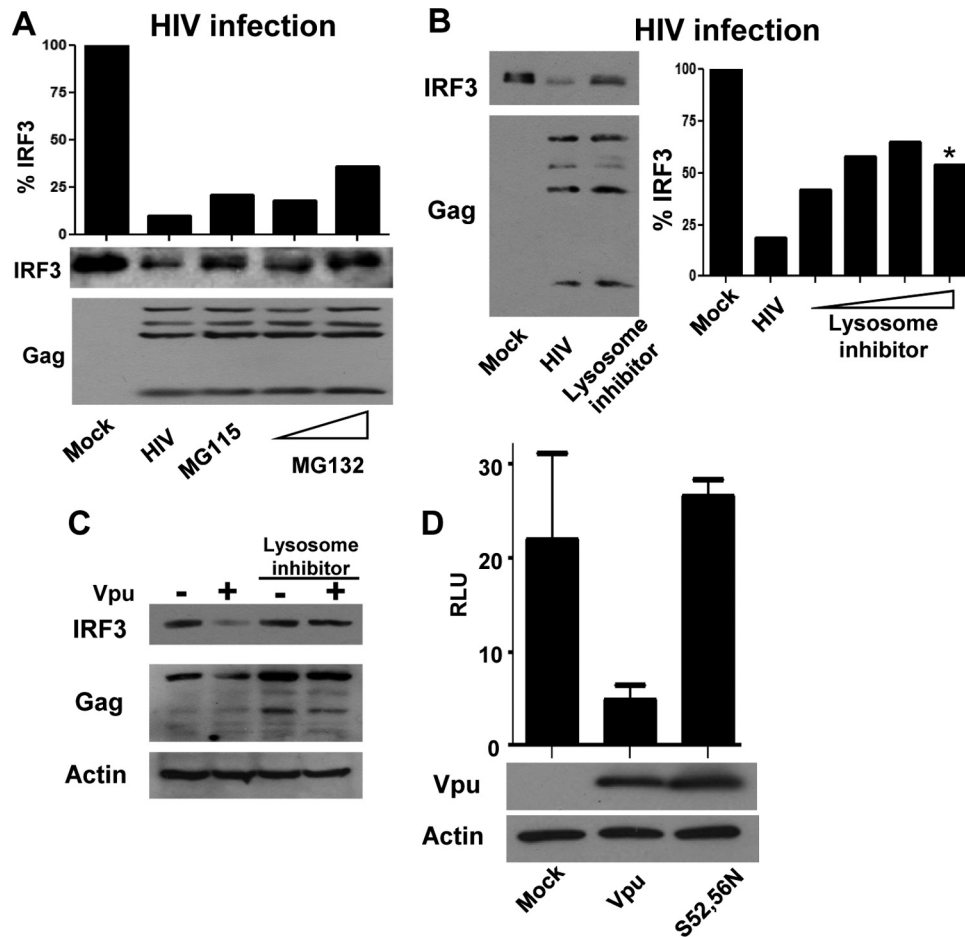 A
HIV infection
100
75
50
25
0
% IRF3
IRF3
Gag
Mock
HIV
MG115
MG132
B
HIV infection
IRF3
Gag
Mock
HIV
Lysosome
inhibitor
100
75
50
25
0
% IRF3
*
Mock
HIV
Lysosome
inhibitor
C
Lysosome
inhibitor
Vpu - + - +
IRF3
Gag
Actin
D
30
20
10
0
RLU
Vpu
Actin
Mock
Vpu
S52,56N